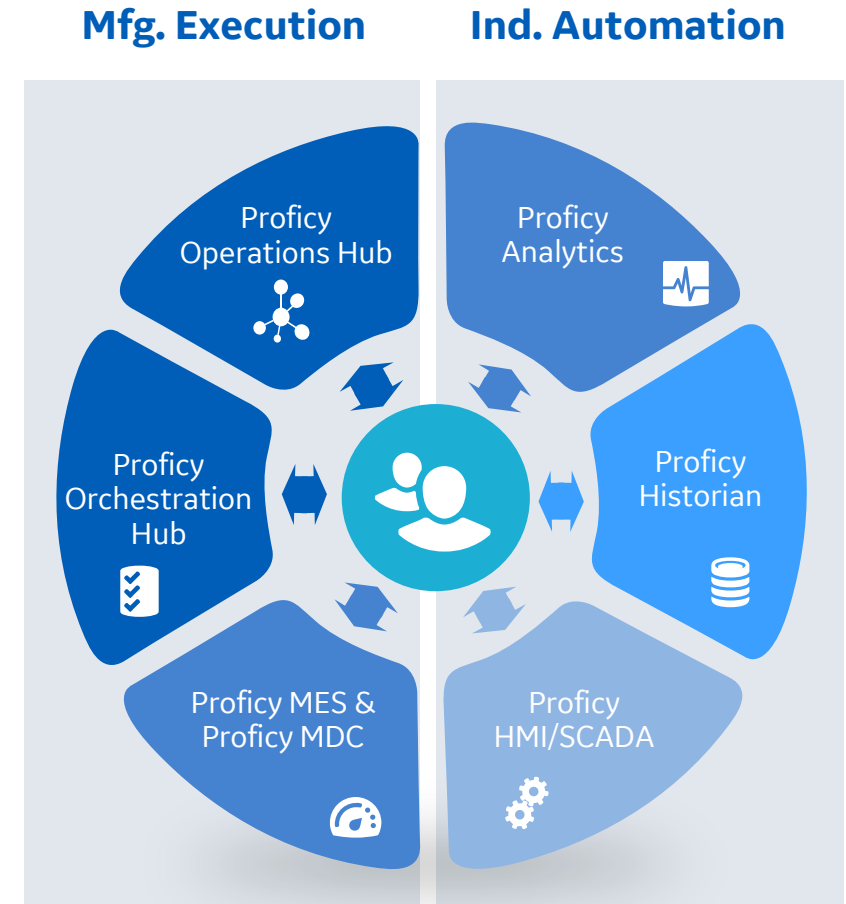 Mfg. Execution
Ind. Automation
Proficy
Operations Hub
Proficy
Analytics
Proficy
Orchestration
Hub
Proficy
Historian
Proficy MES &
Proficy MDC
Proficy
HMI/SCADA